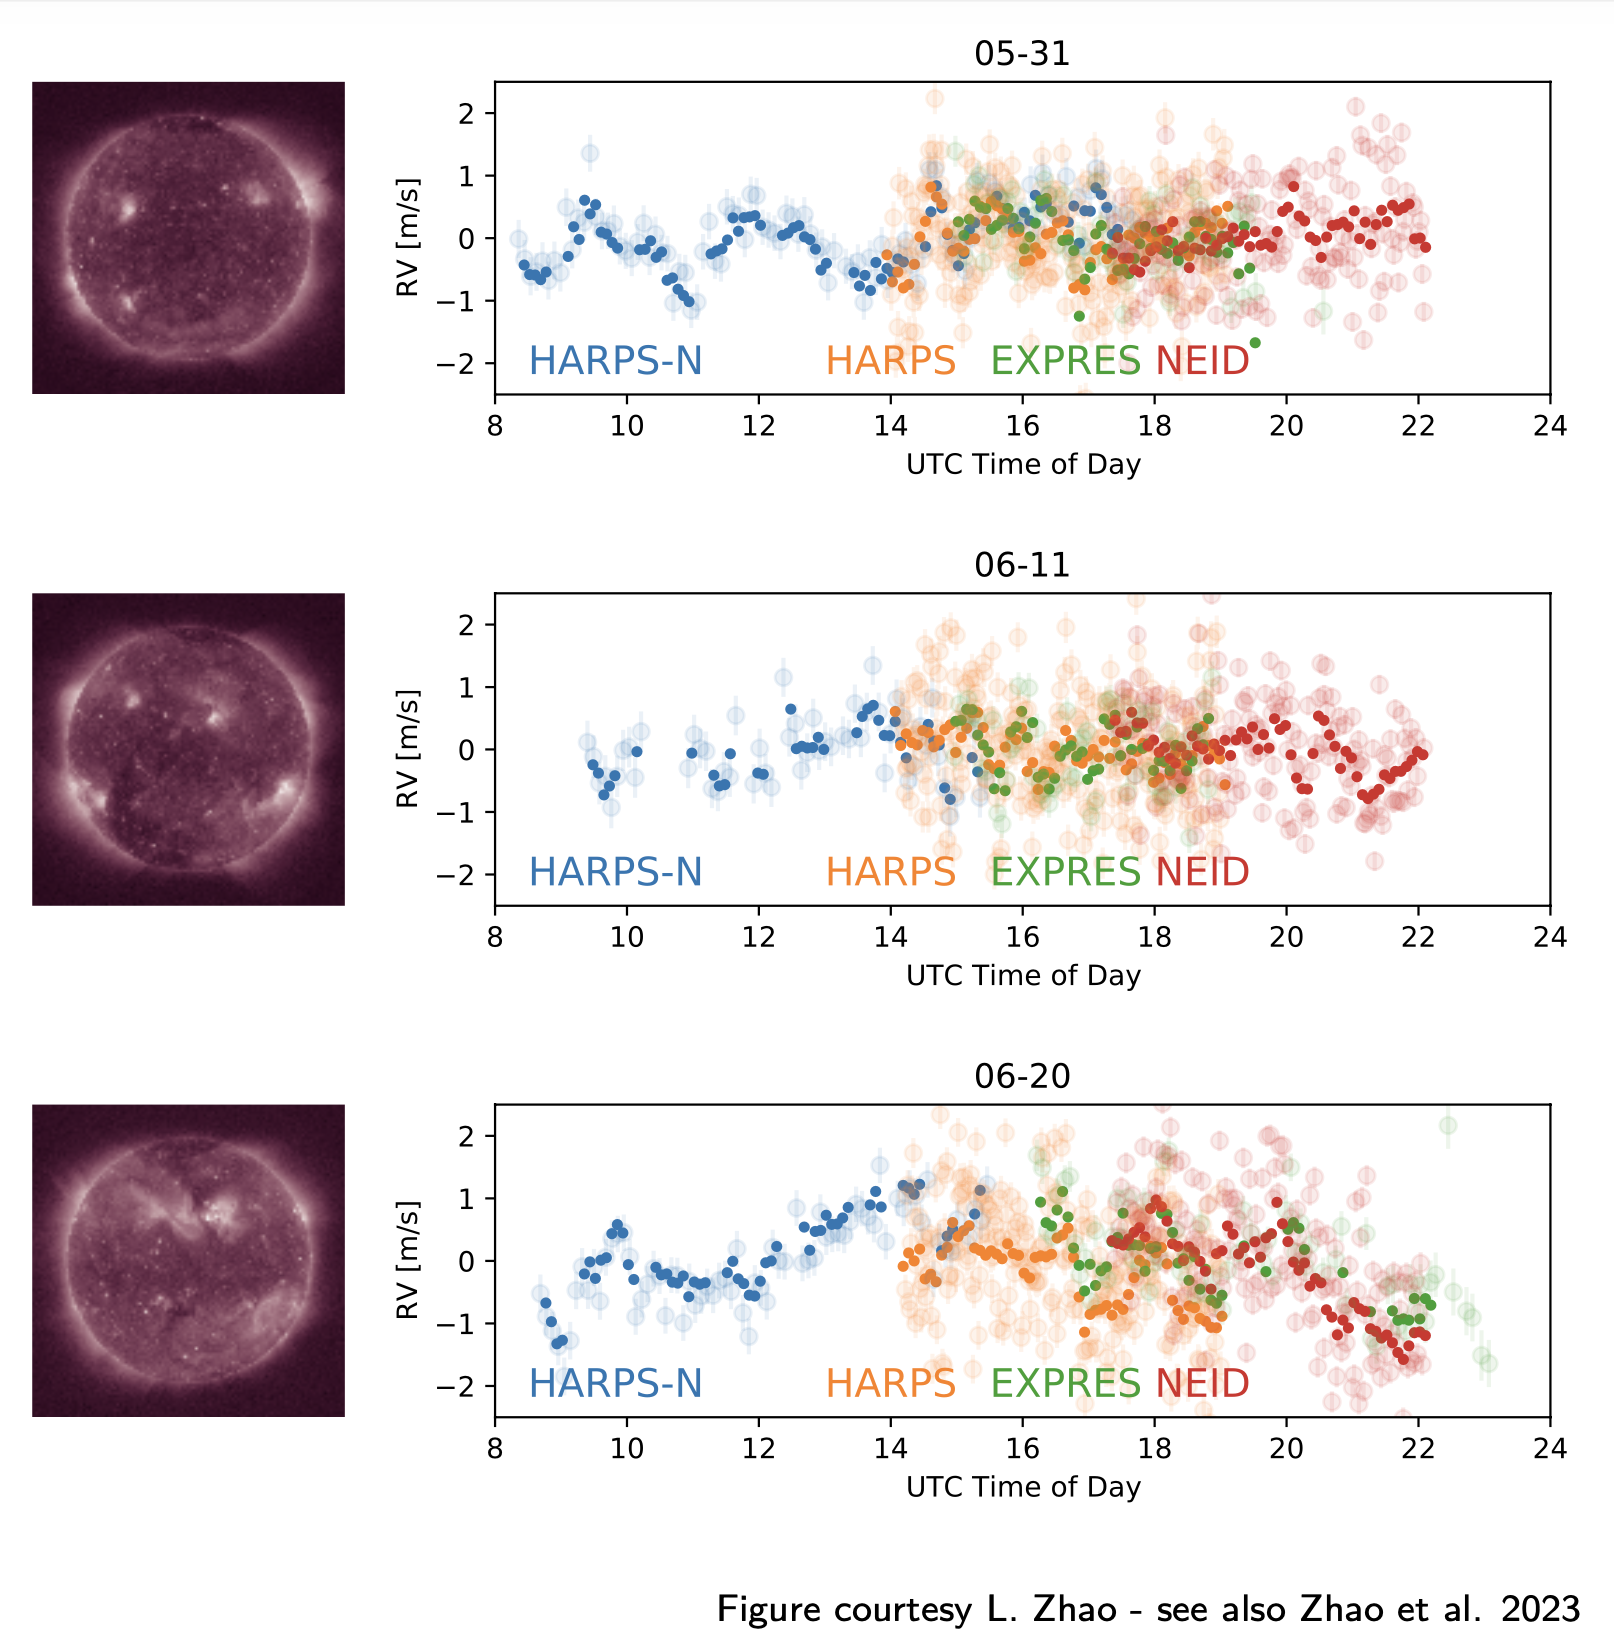 05-31
RV [m/s]
2
1
0
−1
−2
HARPS-N HARPS EXPRES NEID
8 10 12 14 16 18 20 22 24
UTC Time of Day
06-11
RV [m/s]
2
1
0
−1
−2
HARPS-N HARPS EXPRES NEID
8 10 12 14 16 18 20 22 24
UTC Time of Day
06-20
RV [m/s]
2
1
0
−1
−2
HARPS-N HARPS EXPRES NEID
8 10 12 14 16 18 20 22 24
UTC Time of Day
Figure courtesy L. Zhao - see also Zhao et al. 2023